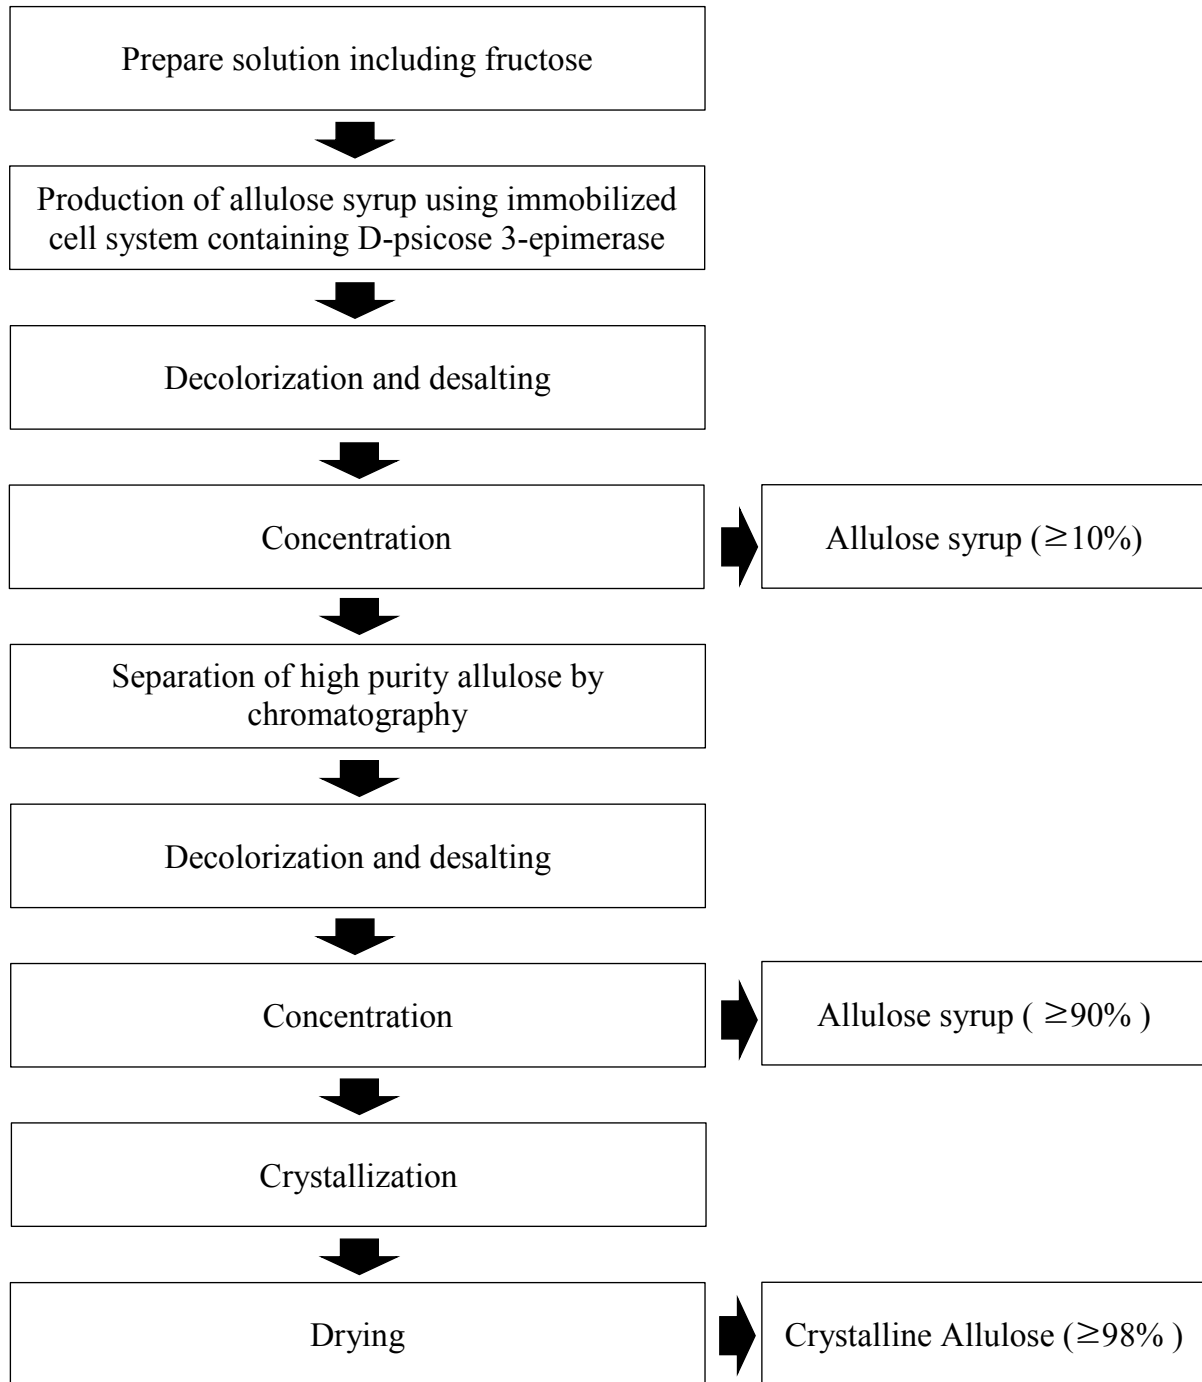 Prepare solution including fructose
Production of allulose syrup using immobilized
cell system containing D-psicose 3-epimerase
Decolorization and desalting
Concentration
Allulose syrup (≥10%)
Separation of high purity allulose by
chromatography
Decolorization and desalting
Concentration
Allulose syrup ( ≥90% )
Crystallization
Drying
Crystalline Allulose (≥98% )